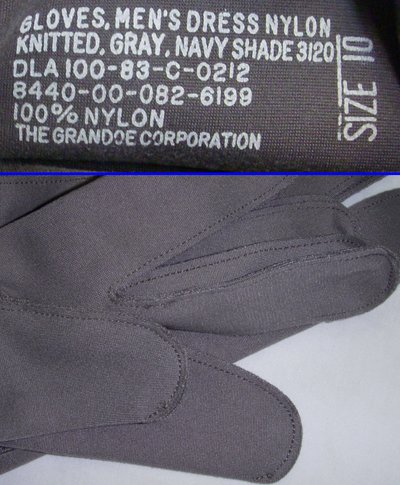 GLOVES, MEN'S DRESS NYLON
KNITTED, GRAY, NAVY SHADE 3120
DLA 100-83-C-0212
8440-00-082-6199
100% NYLON
THE GRANDOE CORPORATION
SIZE 10